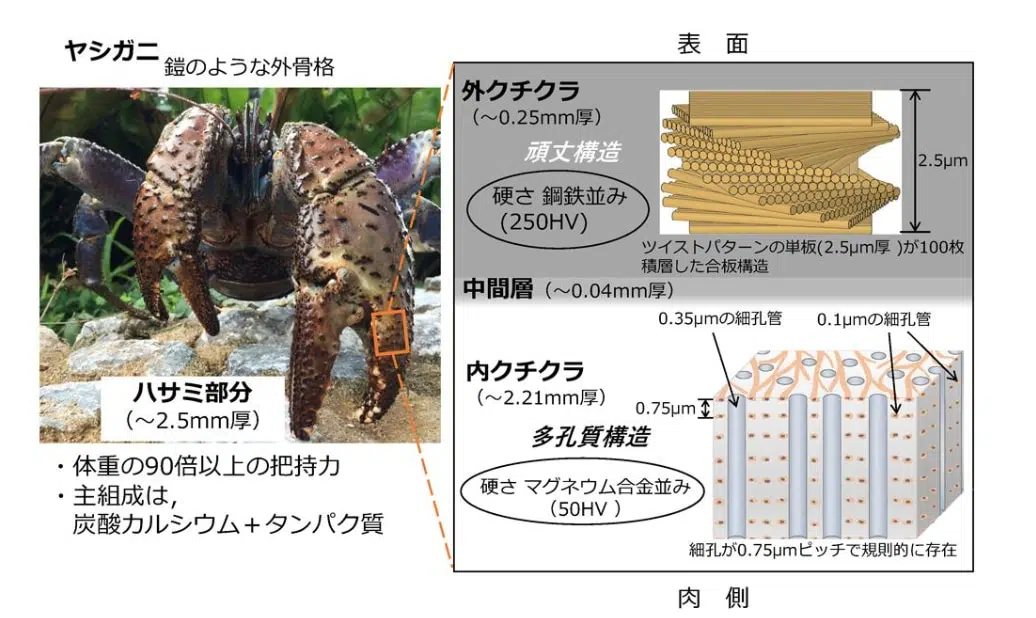 ヤシガニ
鎧のような外骨格
ハサミ部分
（～2.5mm厚）
・体重の90倍以上の把持力
・主組成は，
炭酸カルシウム＋タンパク質
表　面
外クチクラ
（～0.25mm厚）
頑丈構造
硬さ 鋼鉄並み
(250HV)
2.5μm
ツイストパターンの単板(2.5μm厚 )が100枚
積層した合板構造
中間層（～0.04mm厚）
0.35μmの細孔管
0.1μmの細孔管
内クチクラ
（～2.21mm厚）
0.75μm
多孔質構造
硬さ マグネウム合金並み
（50HV ）
細孔が0.75μmピッチで規則的に存在
肉　側